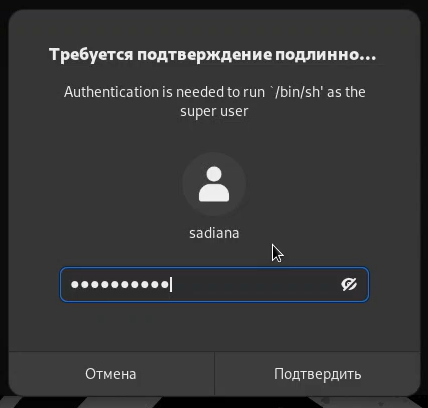 Требуется подтверждение подлинно...
Authentication is needed to run `/bin/sh' as the
super user
sadiana
●●●●●●●●●●
Отмена
Подтвердить